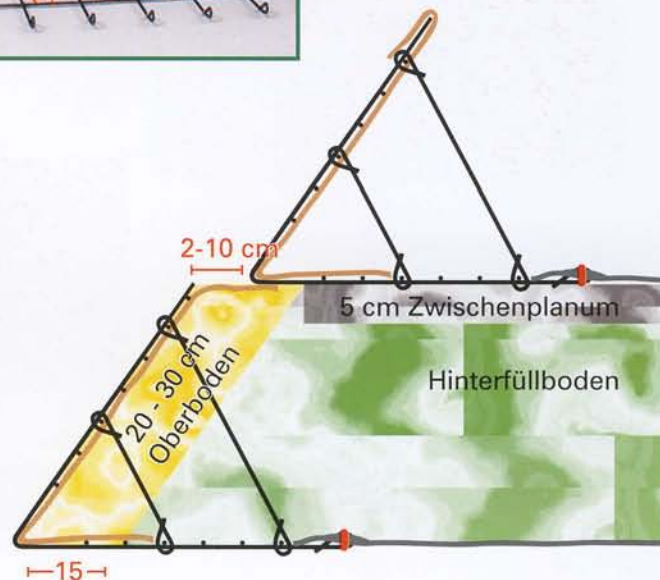 2-10 cm
5 cm Zwischenplanum
20 - 30 cm
Oberboden
Hinterfüllboden
15